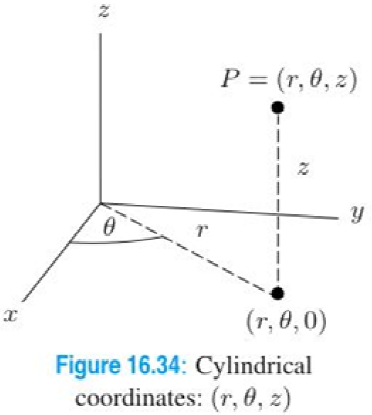 z
P = (r, θ, z)
z
y
θ
r
x
(r, θ, 0)
Figure 16.34: Cylindrical
coordinates: (r, θ, z)